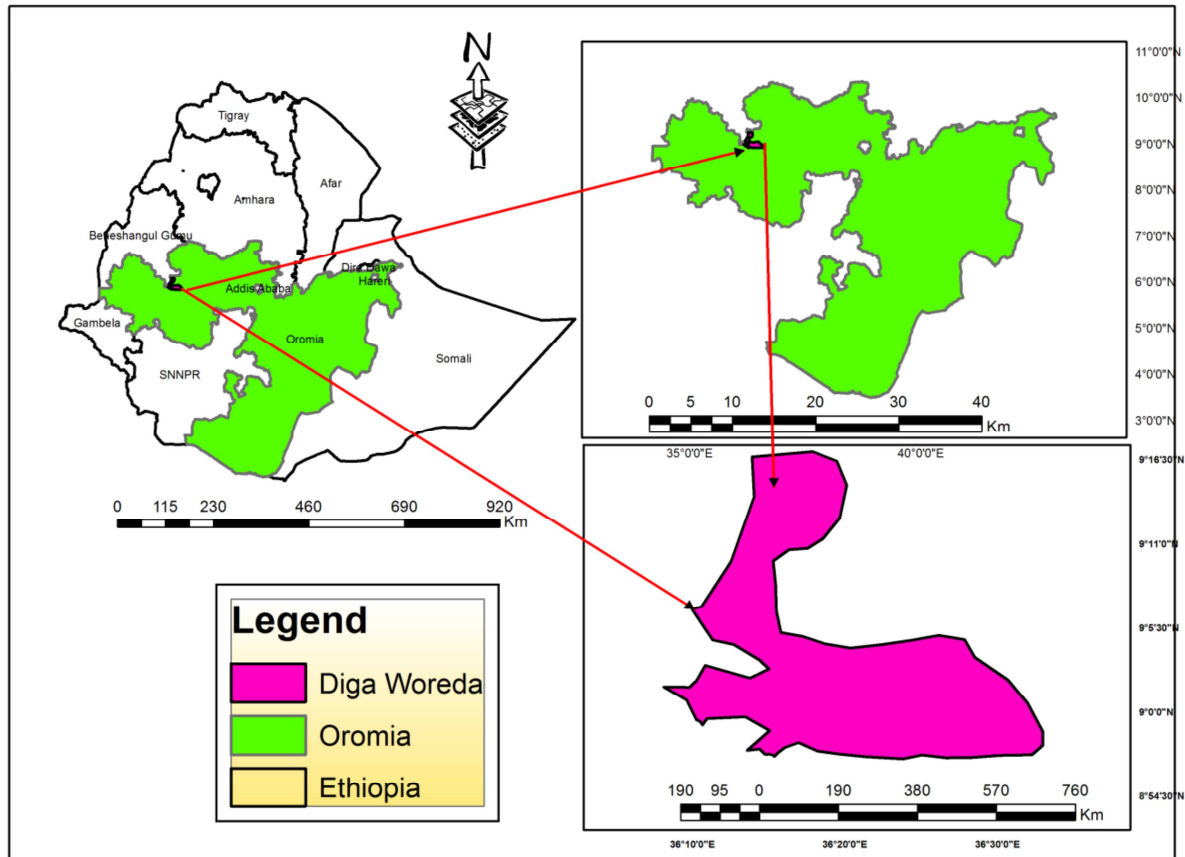 N
Tigray
Afar
Amhara
Beneshangul Gumu
Dire Dawa
Hareri
Addis Ababa
Gambela
Oromia
SNNPR
Somali
0 115 230 460 690 920
Km
Legend
Diga Woreda
Oromia
Ethiopia
11°0'0"N
10°0'0"N
9°0'0"N
8°0'0"N
7°0'0"N
6°0'0"N
5°0'0"N
4°0'0"N
3°0'0"N
0 5 10 20 30 40
Km
35°0'0"E 40°0'0"E
9°16'30"N
9°11'0"N
9°5'30"N
9°0'0"N
8°54'30"N
190 95 0 190 380 570 760
Km
36°10'0"E 36°20'0"E 36°30'0"E